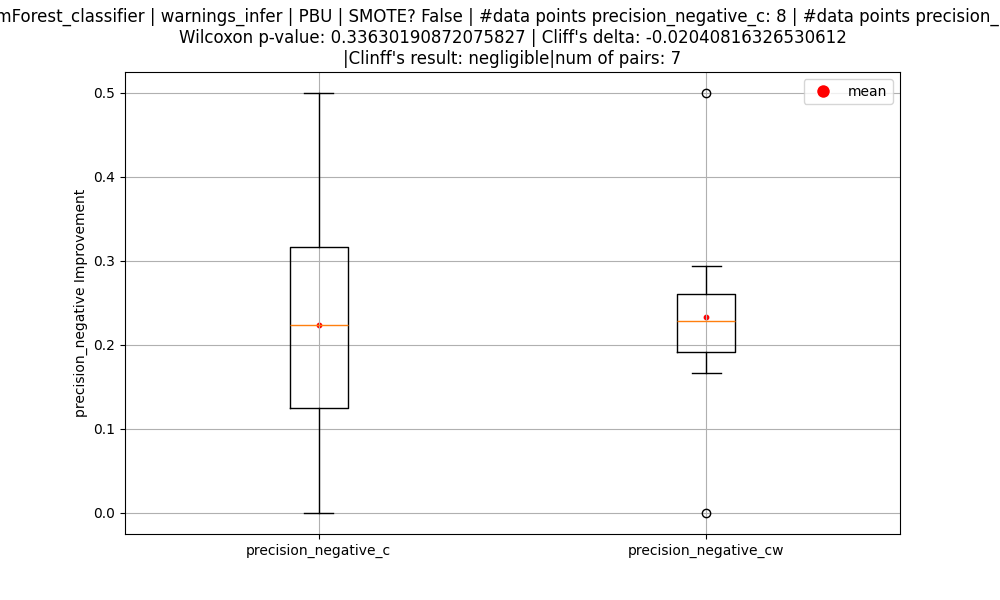 mForest_classifier | warnings_infer | PBU | SMOTE? False | #data points precision_negative_c: 8 | #data points precision_
Wilcoxon p-value: 0.33630190872075827 | Cliff's delta: -0.02040816326530612
|Clinff's result: negligible|num of pairs: 7
mean
0.5
0.4
0.3
0.2
0.1
0.0
precision_negative Improvement
precision_negative_c
precision_negative_cw